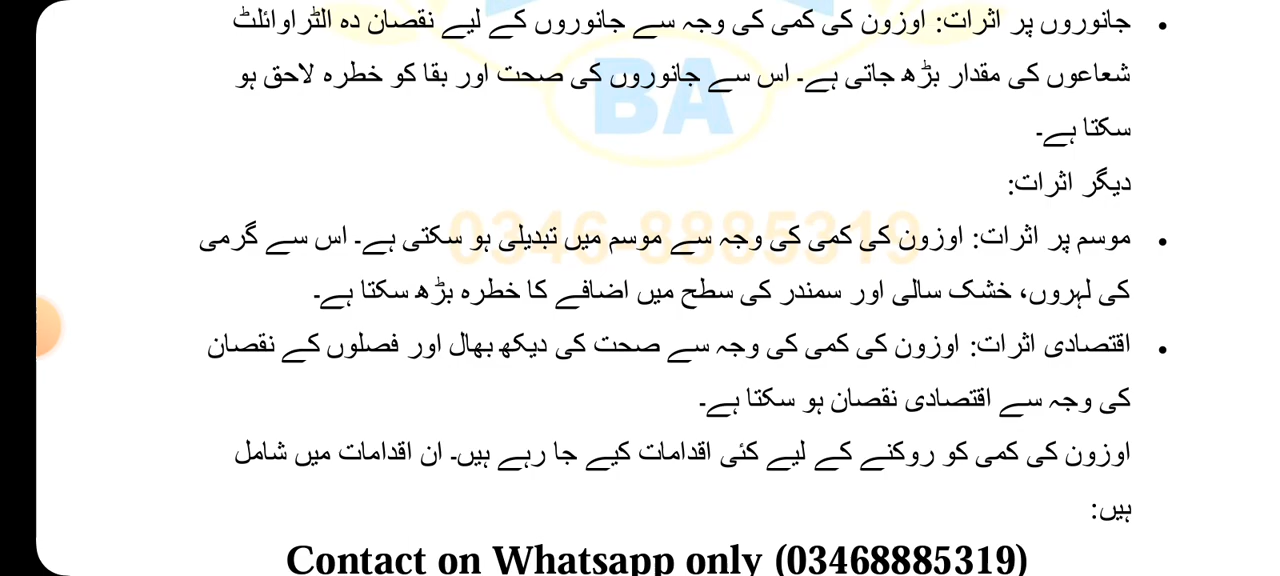 • جانوروں پر اثرات: اوزون کی کمی کی وجہ سے جانوروں کے لیے نقصان دہ الٹراوائلٹ
شعاعوں کی مقدار بڑھ جاتی ہے۔ اس سے جانوروں کی صحت اور بقا کو خطرہ لاحق ہو
سکتا ہے۔
BA
دیگر اثرات:
0346-8885319
• موسم پر اثرات: اوزون کی کمی کی وجہ سے موسم میں تبدیلی ہو سکتی ہے۔ اس سے گرمی
کی لہروں، خشک سالی اور سمندر کی سطح میں اضافے کا خطرہ بڑھ سکتا ہے۔
• اقتصادی اثرات: اوزون کی کمی کی وجہ سے صحت کی دیکھ بھال اور فصلوں کے نقصان
کی وجہ سے اقتصادی نقصان ہو سکتا ہے۔
اوزون کی کمی کو روکنے کے لیے کئی اقدامات کیے جا رہے ہیں۔ ان اقدامات میں شامل
ہیں:
Contact on Whatsapp only (03468885319)